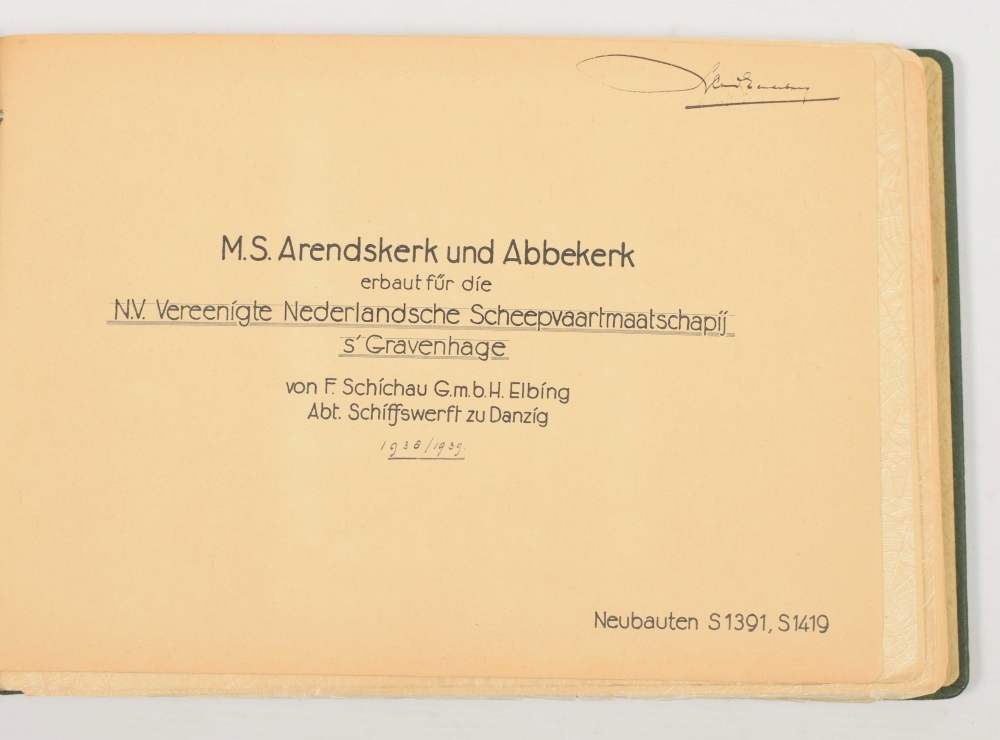 M.S. Arendskerk und Abbekerk
erbaut für die
N.V. Vereenigte Nederlandsche Scheepvaartmaatschapij
s' Gravenhage
von F. Schichau G.m.b.H. Elbing
Abt. Schiffswerft zu Danzig
1938/1939.
Neubauten S1391, S1419